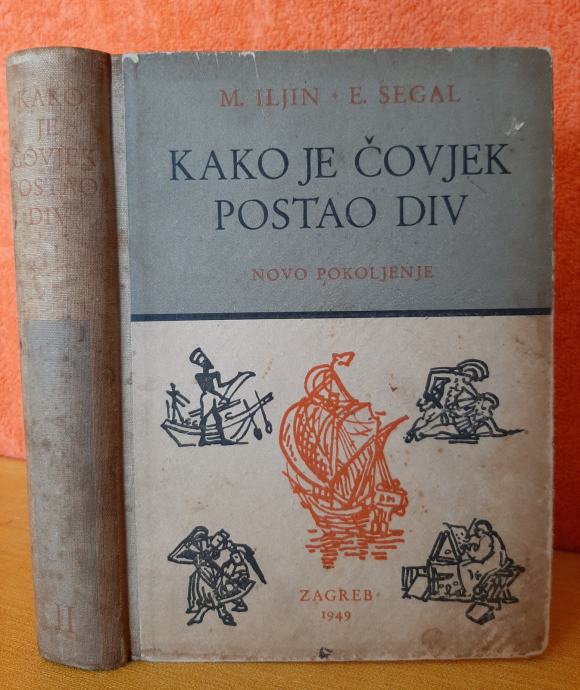 KAKO
JE
ČOVJEK
POSTAO
DIV
II
M. ILJIN • E. SEGAL
KAKO JE ČOVJEK
POSTAO DIV
NOVO POKOLJENJE
ZAGREB
1949